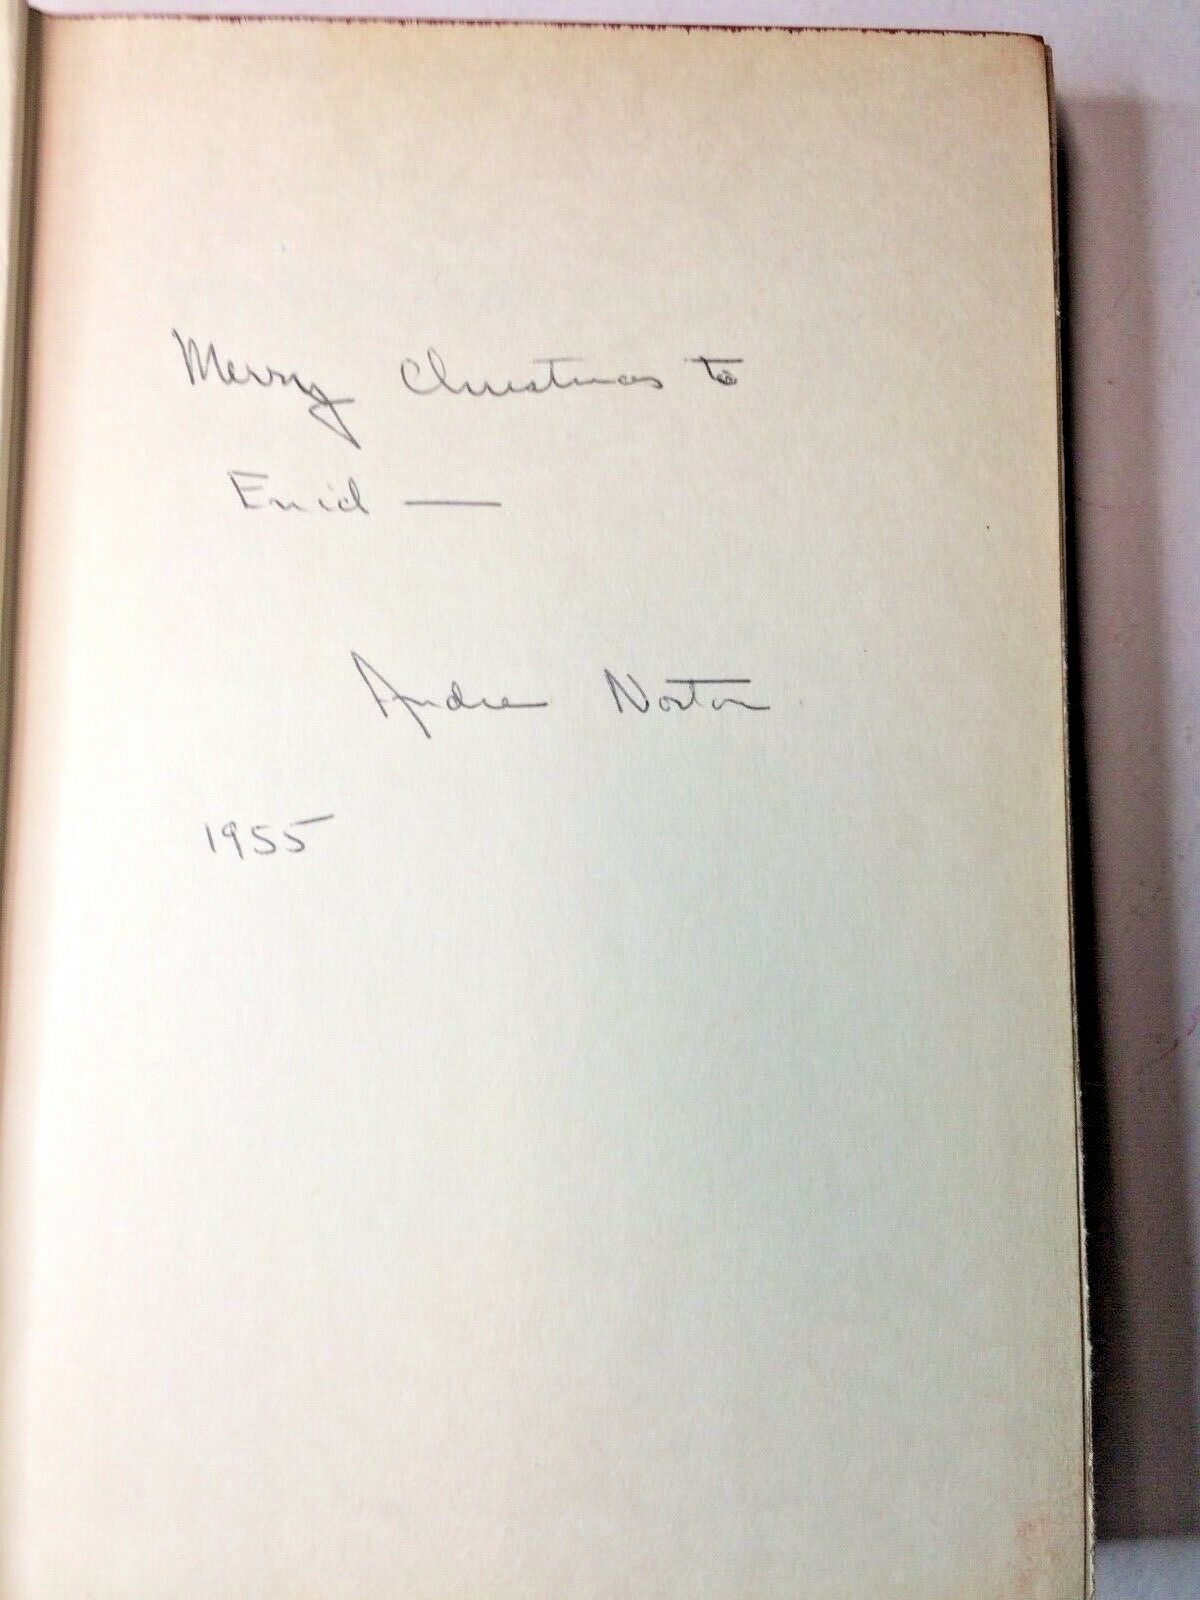 Merry Christmas to
Enid —
Andre Norton
1955